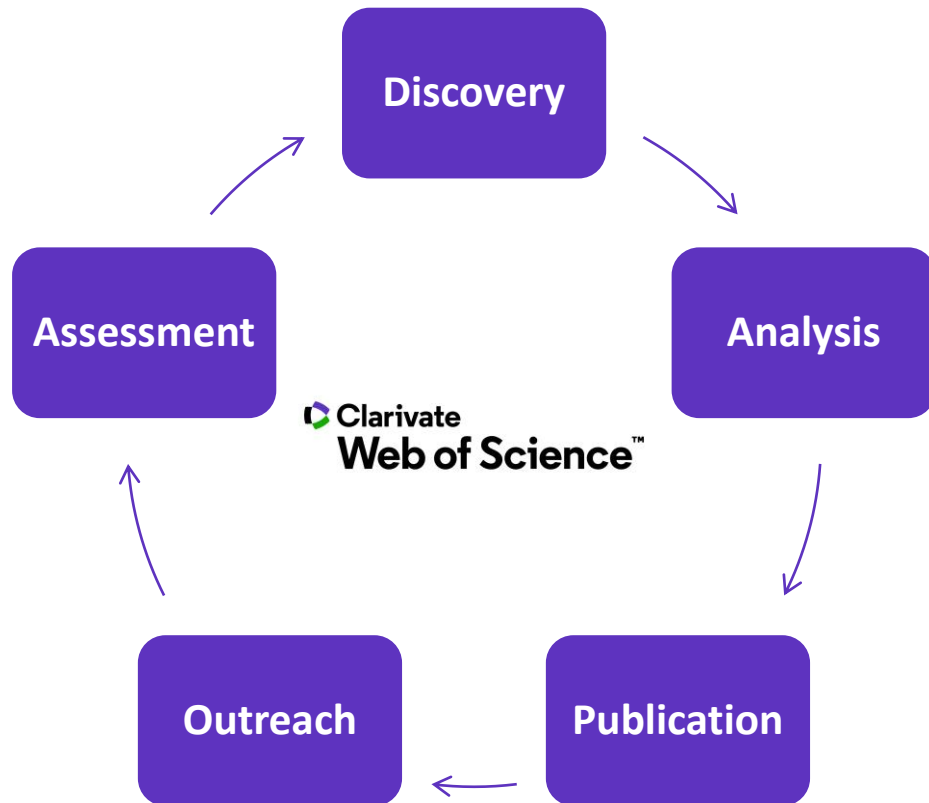 Discovery
Analysis
Publication
Outreach
Assessment
Clarivate
Web of Science™